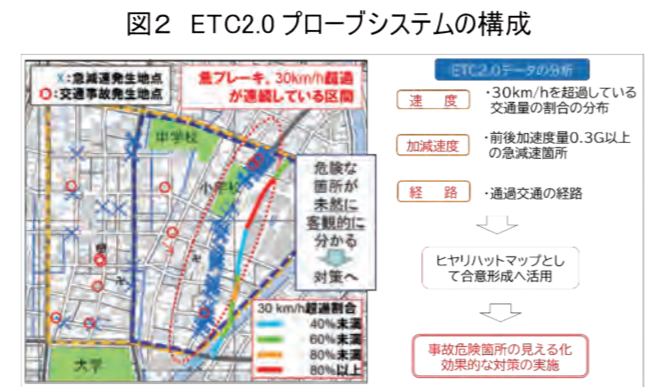 図2 ETC2.0 プローブシステムの構成
×:急減速発生地点
○:交通事故発生地点
急ブレーキ、30km/h超過
が連続している区間
中学校
小学校
大学
危険な
箇所が
未然に
客観的に
分かる
対策へ
30 km/h超過割合
40%未満
60%未満
80%未満
80%以上
ETC2.0データの分析
速 度
・30kmを超過している
交通量の割合の分布
加減速度
・前後加速度量0.3G以上
の急減速箇所
経 路
・通過交通の経路
ヒヤリハットマップとし
て合意形成へ活用
事故危険箇所の見える化
効果的な対策の実施